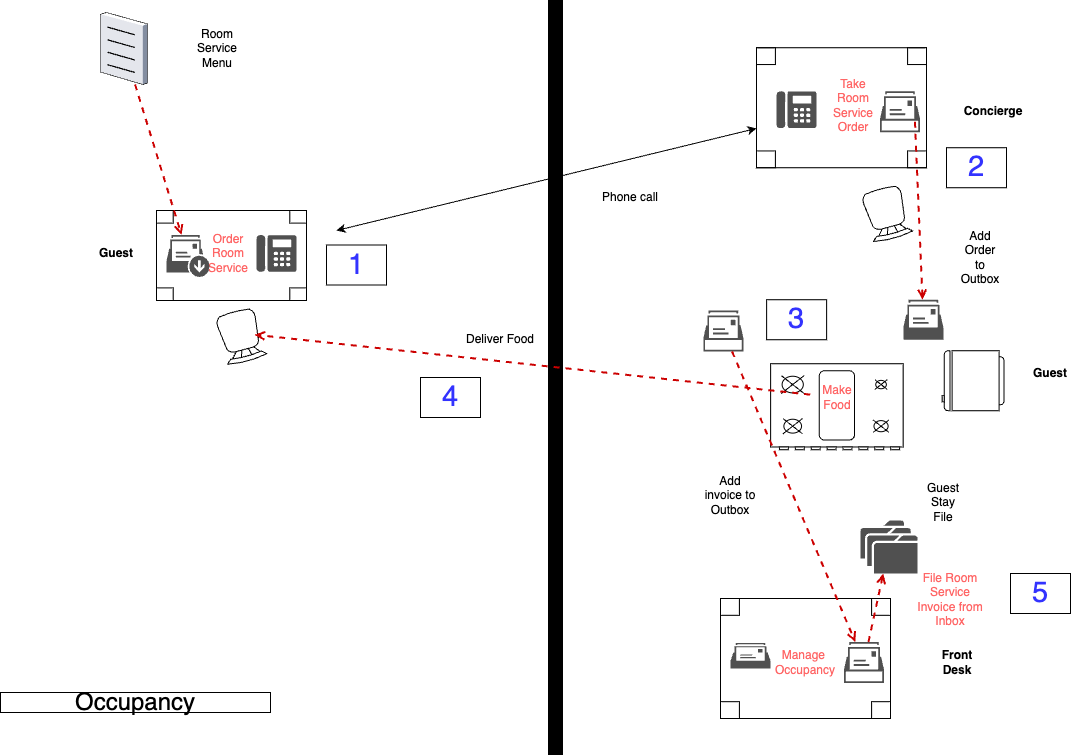 Room
Service
Menu
Take
Room
Service
Order
Concierge
2
Phone call
Guest
Order
Room
Service
1
Add
Order
to
Outbox
3
Deliver Food
Guest
4
Make
Food
Add
invoice to
Outbox
Guest
Stay
File
File Room
Service
Invoice from
Inbox
5
Manage
Occupancy
Front
Desk
Occupancy